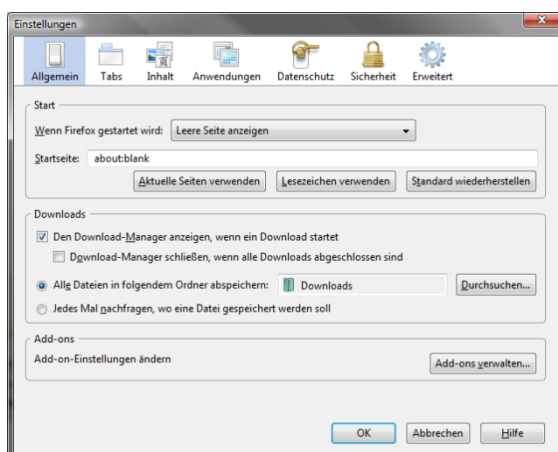 Einstellungen
Allgemein Tabs Inhalt Anwendungen Datenschutz Sicherheit Erweitert
Start
Wenn Firefox gestartet wird: Leere Seite anzeigen
Startseite: about:blank
Aktuelle Seiten verwenden Lesezeichen verwenden Standard wiederherstellen
Downloads
Den Download-Manager anzeigen, wenn ein Download startet
Download-Manager schließen, wenn alle Downloads abgeschlossen sind
Alle Dateien in folgendem Ordner abspeichern: Downloads Durchsuchen...
Jedes Mal nachfragen, wo eine Datei gespeichert werden soll
Add-ons
Add-on-Einstellungen ändern
Add-ons verwalten...
OK Abbrechen Hilfe